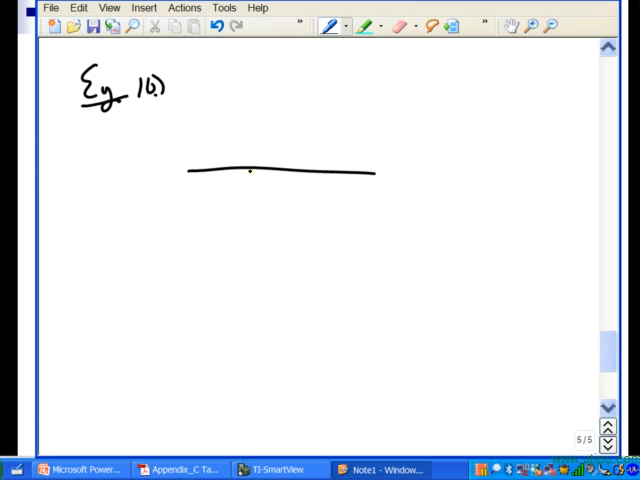 File Edit View Insert Actions Tools Help
Eg. 10)
5 / 5
Microsoft Power... Appendix_C Ta... TI-SmartView Note1 - Window...